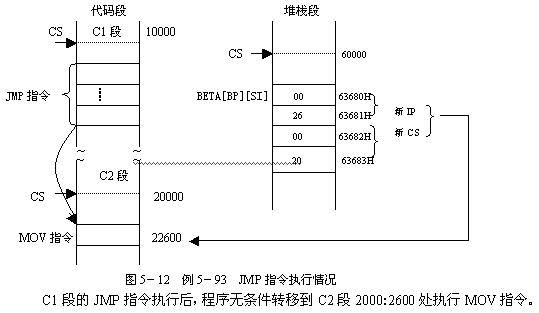 代码段 堆栈段
CS C1 段 10000
CS 60000
JMP 指令
BETA[BP][SI] 00 63680H
26 63681H 新 IP
00 63682H 新 CS
20 63683H
C2 段
CS 20000
MOV 指令 22600
图 5-12 例 5-93 JMP 指令执行情况
C1 段的 JMP 指令执行后，程序无条件转移到 C2 段 2000:2600 处执行 MOV 指令。